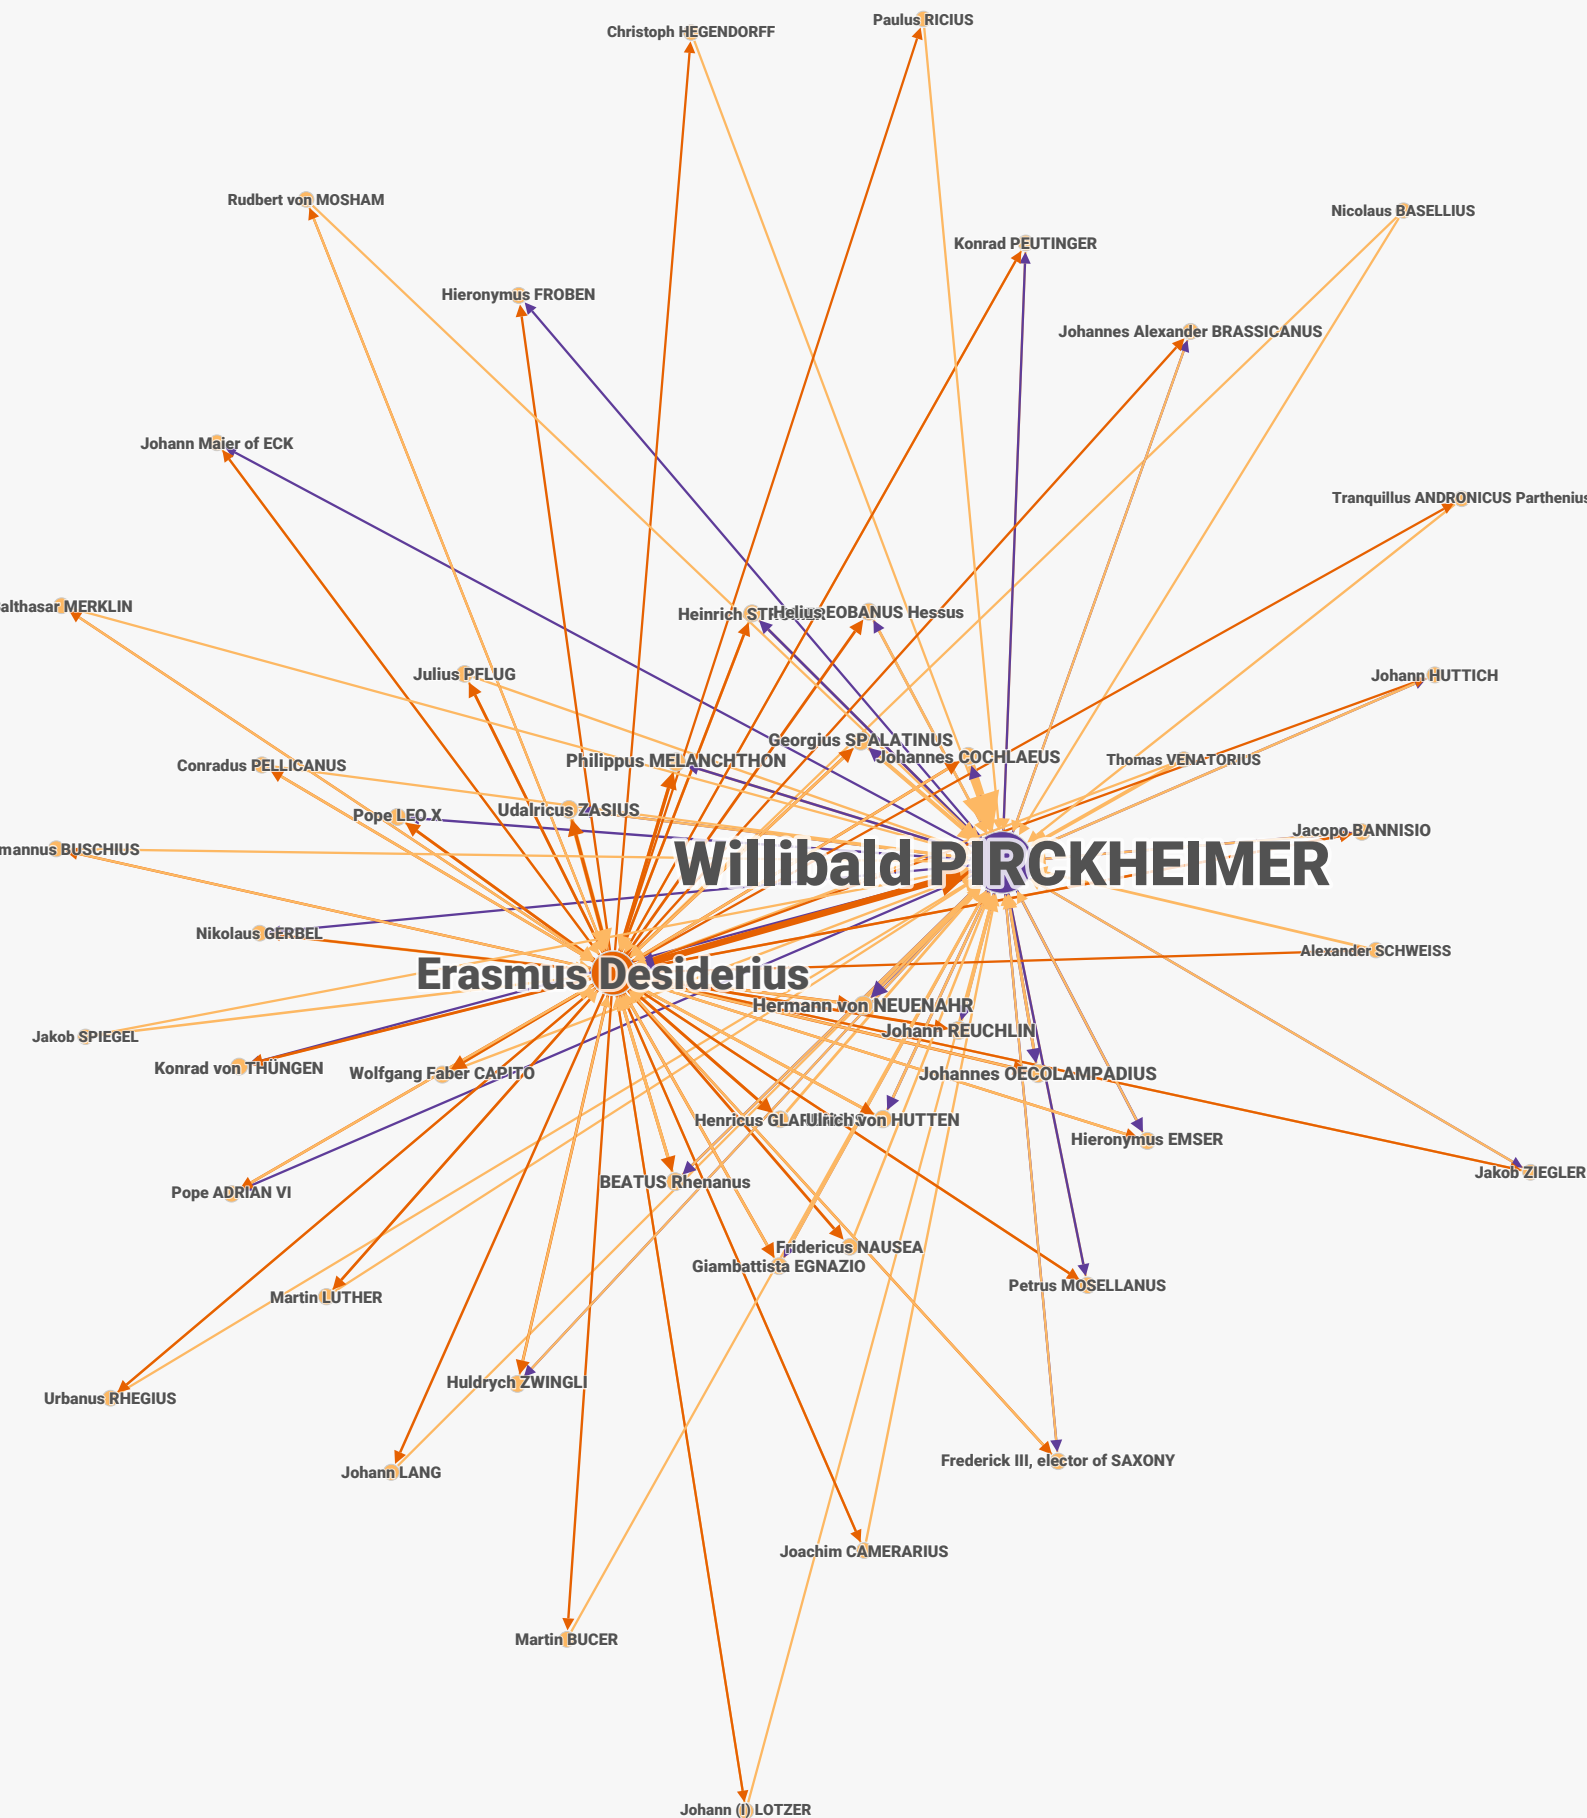 Paulus RICIUS
Christoph HEGENDORFF
Rudbert von MOSHAM
Nicolaus BASELLIUS
Konrad PEUTINGER
Hieronymus FROBEN
Johannes Alexander BRASSICANUS
Johann Maier of ECK
Tranquillus ANDRONICUS Parthenius
althasar MERKLIN
Heinrich
Helius EOBANUS Hessus
Julius PFLUG
Johann HUTTICH
Georgius SPALATINUS
Johannes COCHLAEUS
Philippus MELANCHTHON
Thomas VENATORIUS
Conradus PELLICANUS
Udalricus ZASIUS
Pope LEO X
Jacopo BANNISIO
mannus BUSCHIUS
Willibald PIRCKHEIMER
Nikolaus GERBEL
Alexander SCHWEISS
Erasmus Desiderius
Hermann von NEUENAHR
Johann REUCHLIN
Jakob SPIEGEL
Konrad von THÜNGEN
Wolfgang Faber CAPITO
Johannes OECOLAMPADIUS
Henricus
Ulrich von HUTTEN
Hieronymus EMSER
Jakob ZIEGLER
BEATUS Rhenanus
Pope ADRIAN VI
Fridericus NAUSEA
Giambattista EGNAZIO
Petrus MOSELLANUS
Martin LUTHER
Huldrych ZWINGLI
Urbanus RHEGIUS
Frederick III, elector of SAXONY
Johann LANG
Joachim CAMERARIUS
Martin BUCER
Johann (I) LOTZER